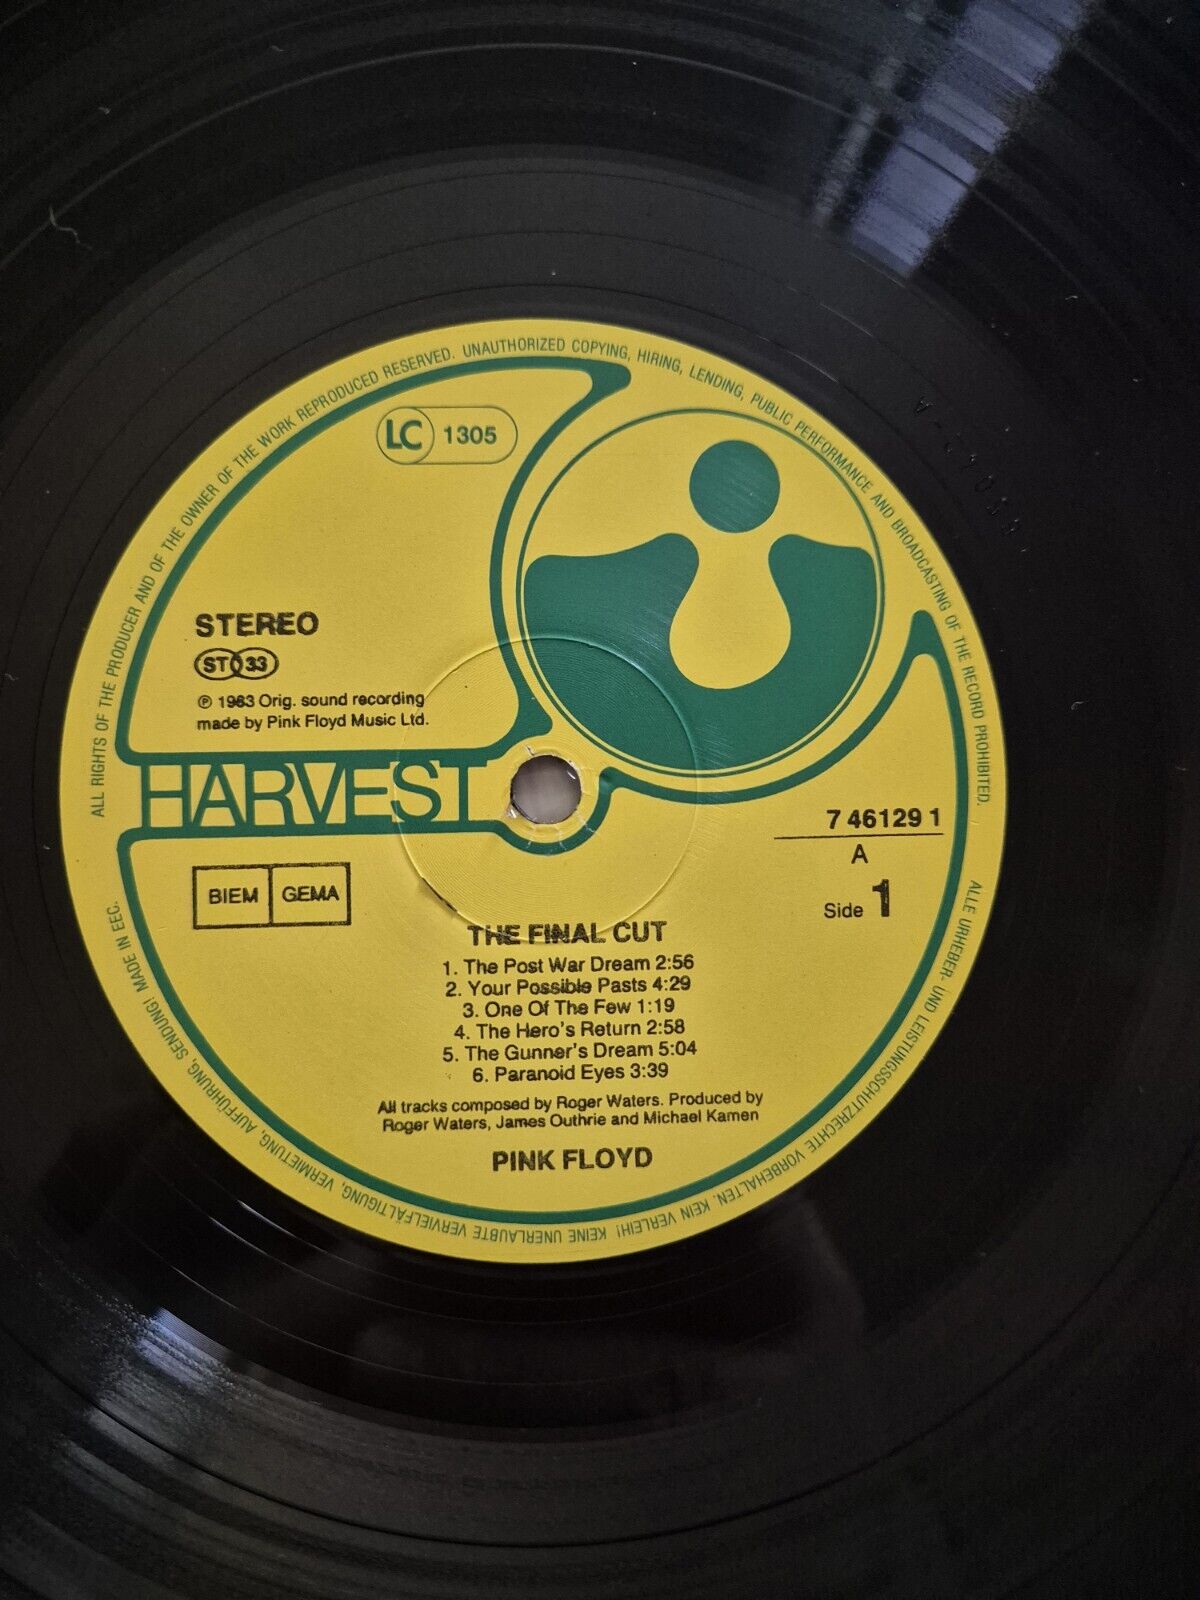 ALL RIGHTS OF THE PRODUCER AND OF THE OWNER OF THE WORK REPRODUCED RESERVED. UNAUTHORIZED COPYING, HIRING, LENDING, PUBLIC PERFORMANCE AND BROADCASTING OF THE RECORD PROHIBITED.
LC 1305
STEREO
ST 33
℗ 1983 Orig. sound recording
made by Pink Floyd Music Ltd.
HARVEST
BIEM GEMA
7 46129 1
A
Side 1
THE FINAL CUT
1. The Post War Dream 2:56
2. Your Possible Pasts 4:29
3. One Of The Few 1:19
4. The Hero's Return 2:58
5. The Gunner's Dream 5:04
6. Paranoid Eyes 3:39
All tracks composed by Roger Waters. Produced by
Roger Waters, James Guthrie and Michael Kamen
PINK FLOYD
ALLE URHEBER- UND LEISTUNGSSCHUTZRECHTE VORBEHALTEN. KEIN VERLEIH! KEINE UNERLAUBTE VERVIELFÄLTIGUNG, VERMIETUNG, AUFFÜHRUNG, SENDUNG! MADE IN EEC.